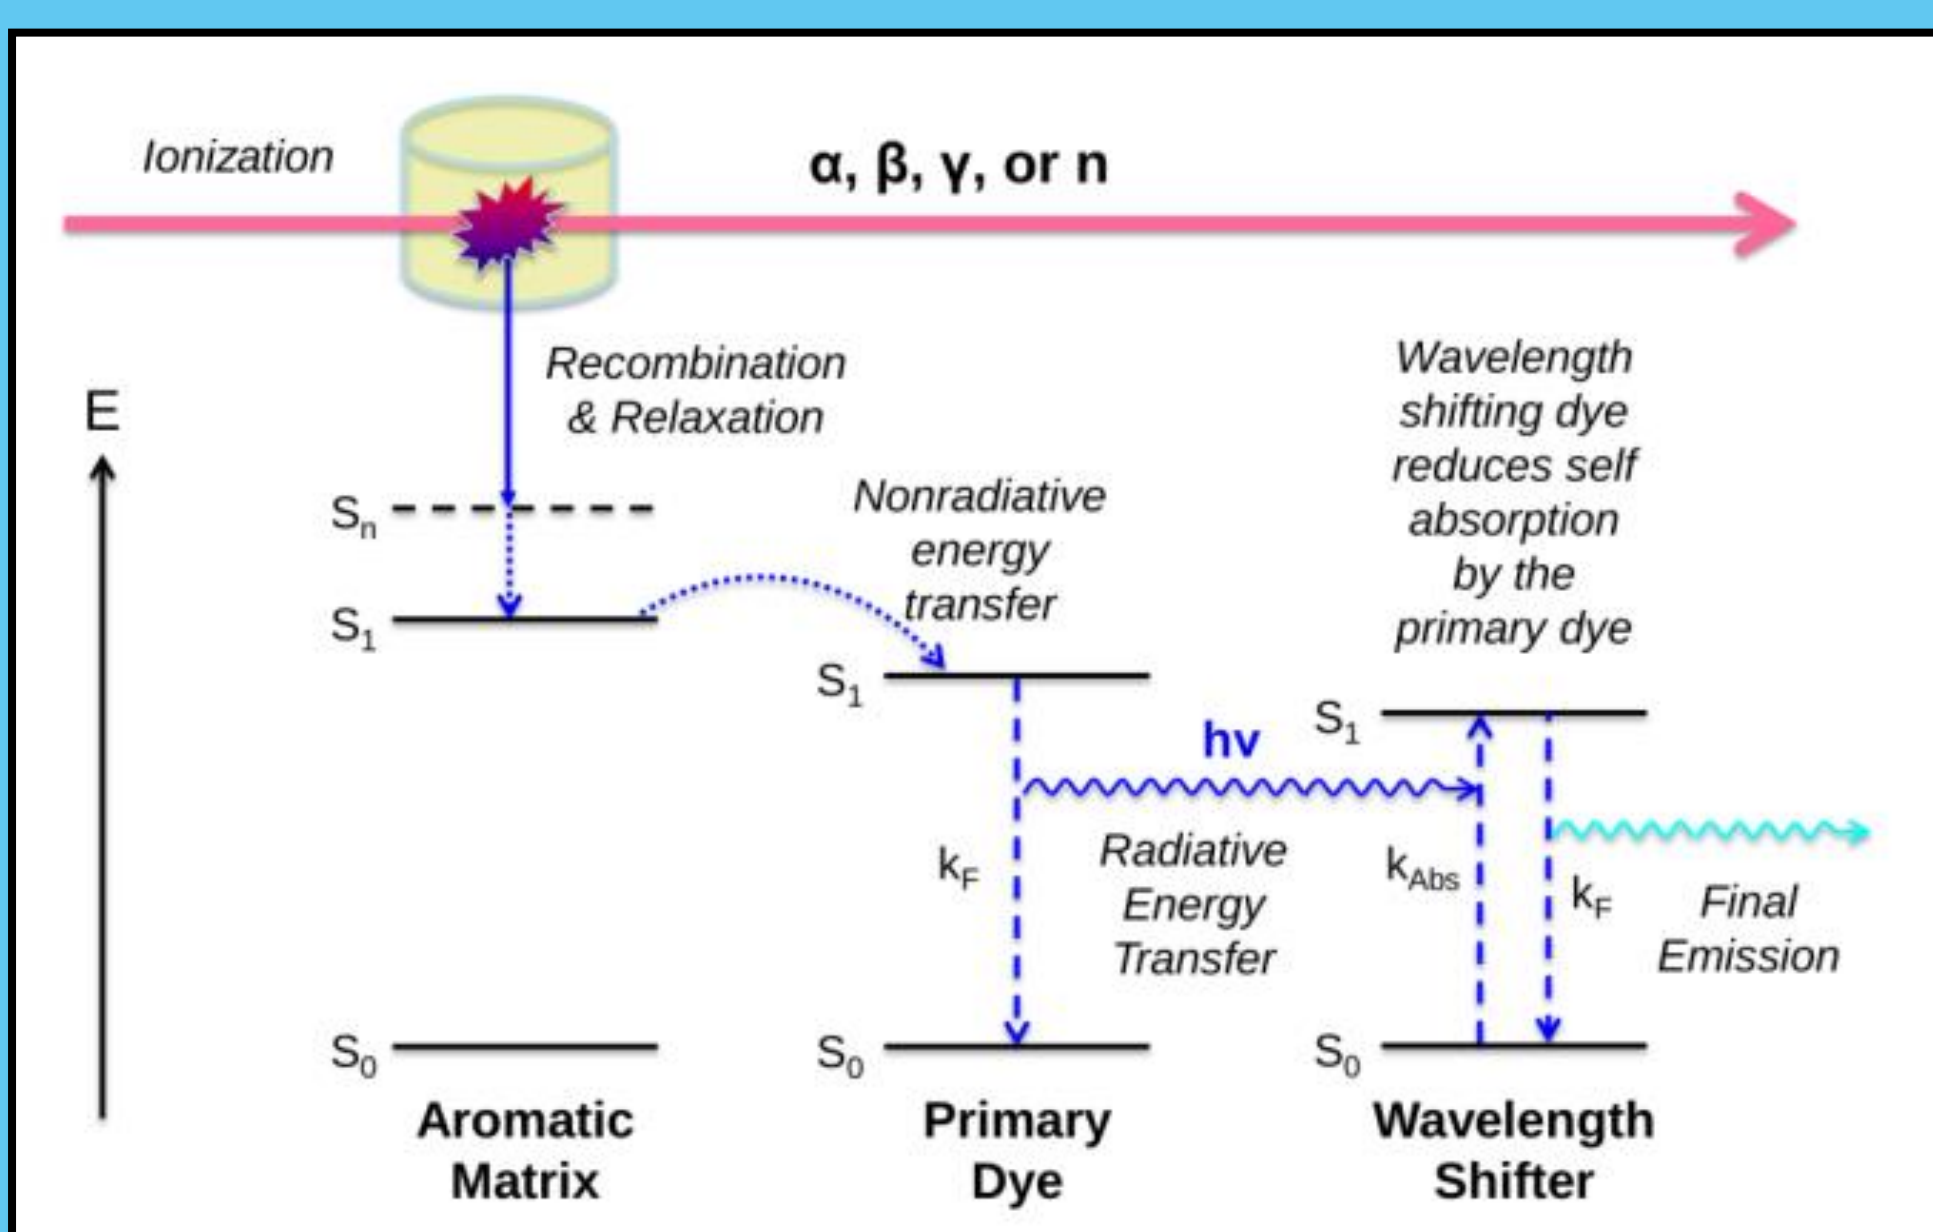 Ionization
α, β, γ, or n
Recombination
& Relaxation
E
Nonradiative
energy
transfer
Wavelength
shifting dye
reduces self
absorption
by the
primary dye
Sn
S1
S1
S1
hν
kF
Radiative
Energy
Transfer
kAbs
kF
Final
Emission
S0
S0
S0
Aromatic
Matrix
Primary
Dye
Wavelength
Shifter